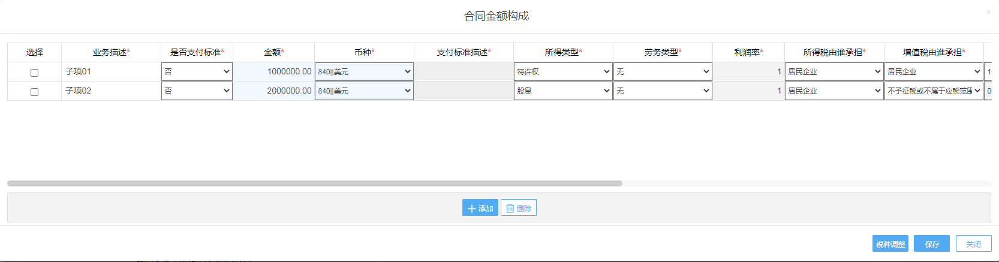 合同金额构成
×
选择 业务描述* 是否支付标准* 金额* 币种* 支付标准描述* 所得类型* 劳务类型* 利润率* 所得税由谁承担* 增值税由谁承担*
子项01 否 1000000.00 840||美元 特许权 无 1 居民企业 居民企业 1
子项02 否 2000000.00 840||美元 股息 无 1 居民企业 不予征税或不属于应税范围 0
添加 删除
税种调整 保存 关闭